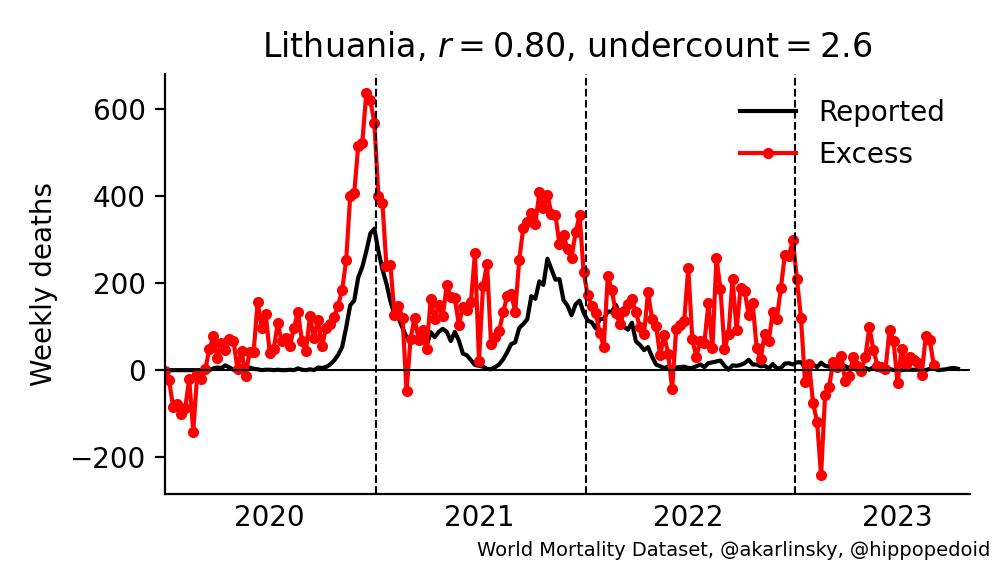 Lithuania, r = 0.80, undercount = 2.6
Reported
Excess
Weekly deaths
600
400
200
0
−200
2020 2021 2022 2023
World Mortality Dataset, @akarlinsky, @hippopedoid